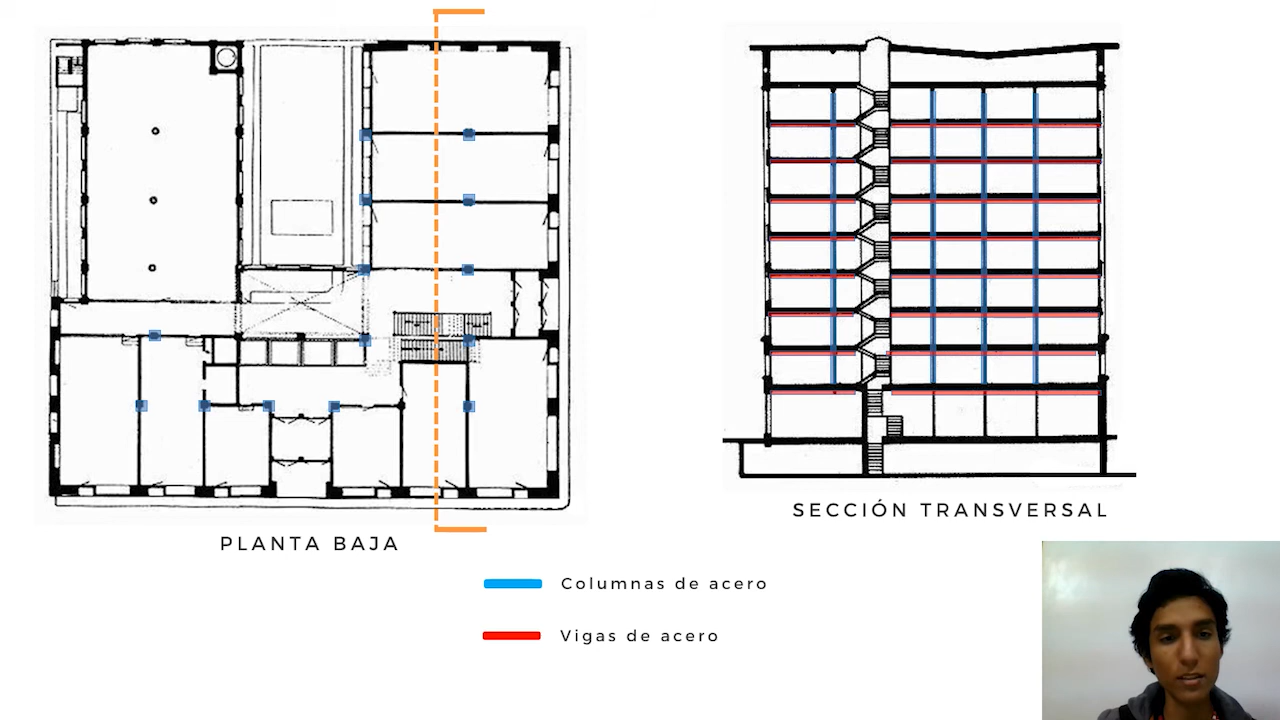 PLANTA BAJA
SECCIÓN TRANSVERSAL
Columnas de acero
Vigas de acero